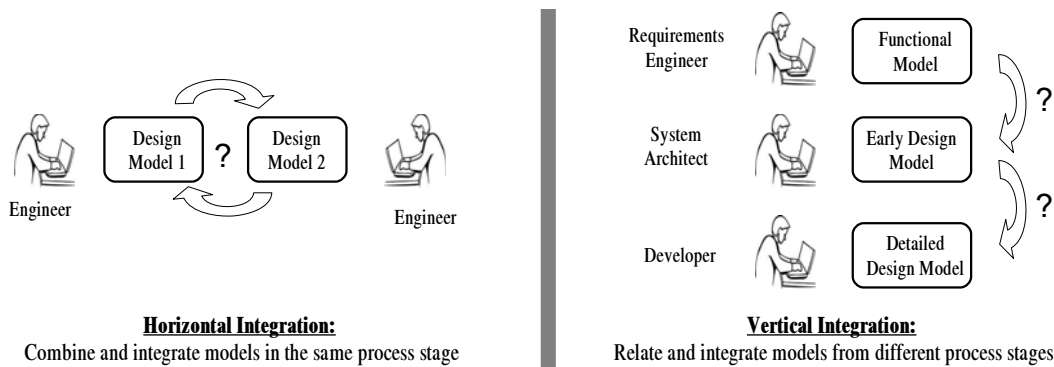 Design
Model 1
?
Design
Model 2
Engineer
Engineer
Horizontal Integration:
Combine and integrate models in the same process stage
Requirements
Engineer
Functional
Model
?
System
Architect
Early Design
Model
?
Developer
Detailed
Design Model
Vertical Integration:
Relate and integrate models from different process stages